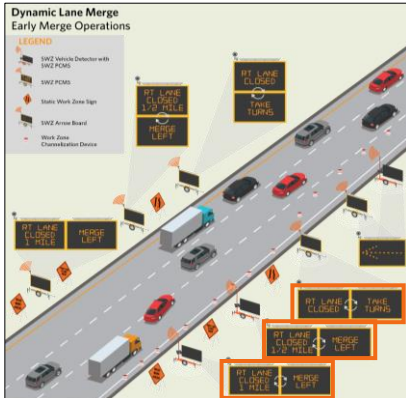 Dynamic Lane Merge
Early Merge Operations
LEGEND
SWZ Vehicle Detector with
SWZ PCMS
SWZ PCMS
Static Work Zone Sign
SWZ Arrow Board
Work Zone
Channelization Device
RT LANE
CLOSED
1/2 MILE
MERGE
LEFT
RT LANE
CLOSED
TAKE
TURNS
RT LANE
CLOSED
1 MILE
MERGE
LEFT
RT LANE
CLOSED
TAKE
TURNS
RT LANE
CLOSED
1/2 MILE
MERGE
LEFT
RT LANE
CLOSED
1 MILE
MERGE
LEFT